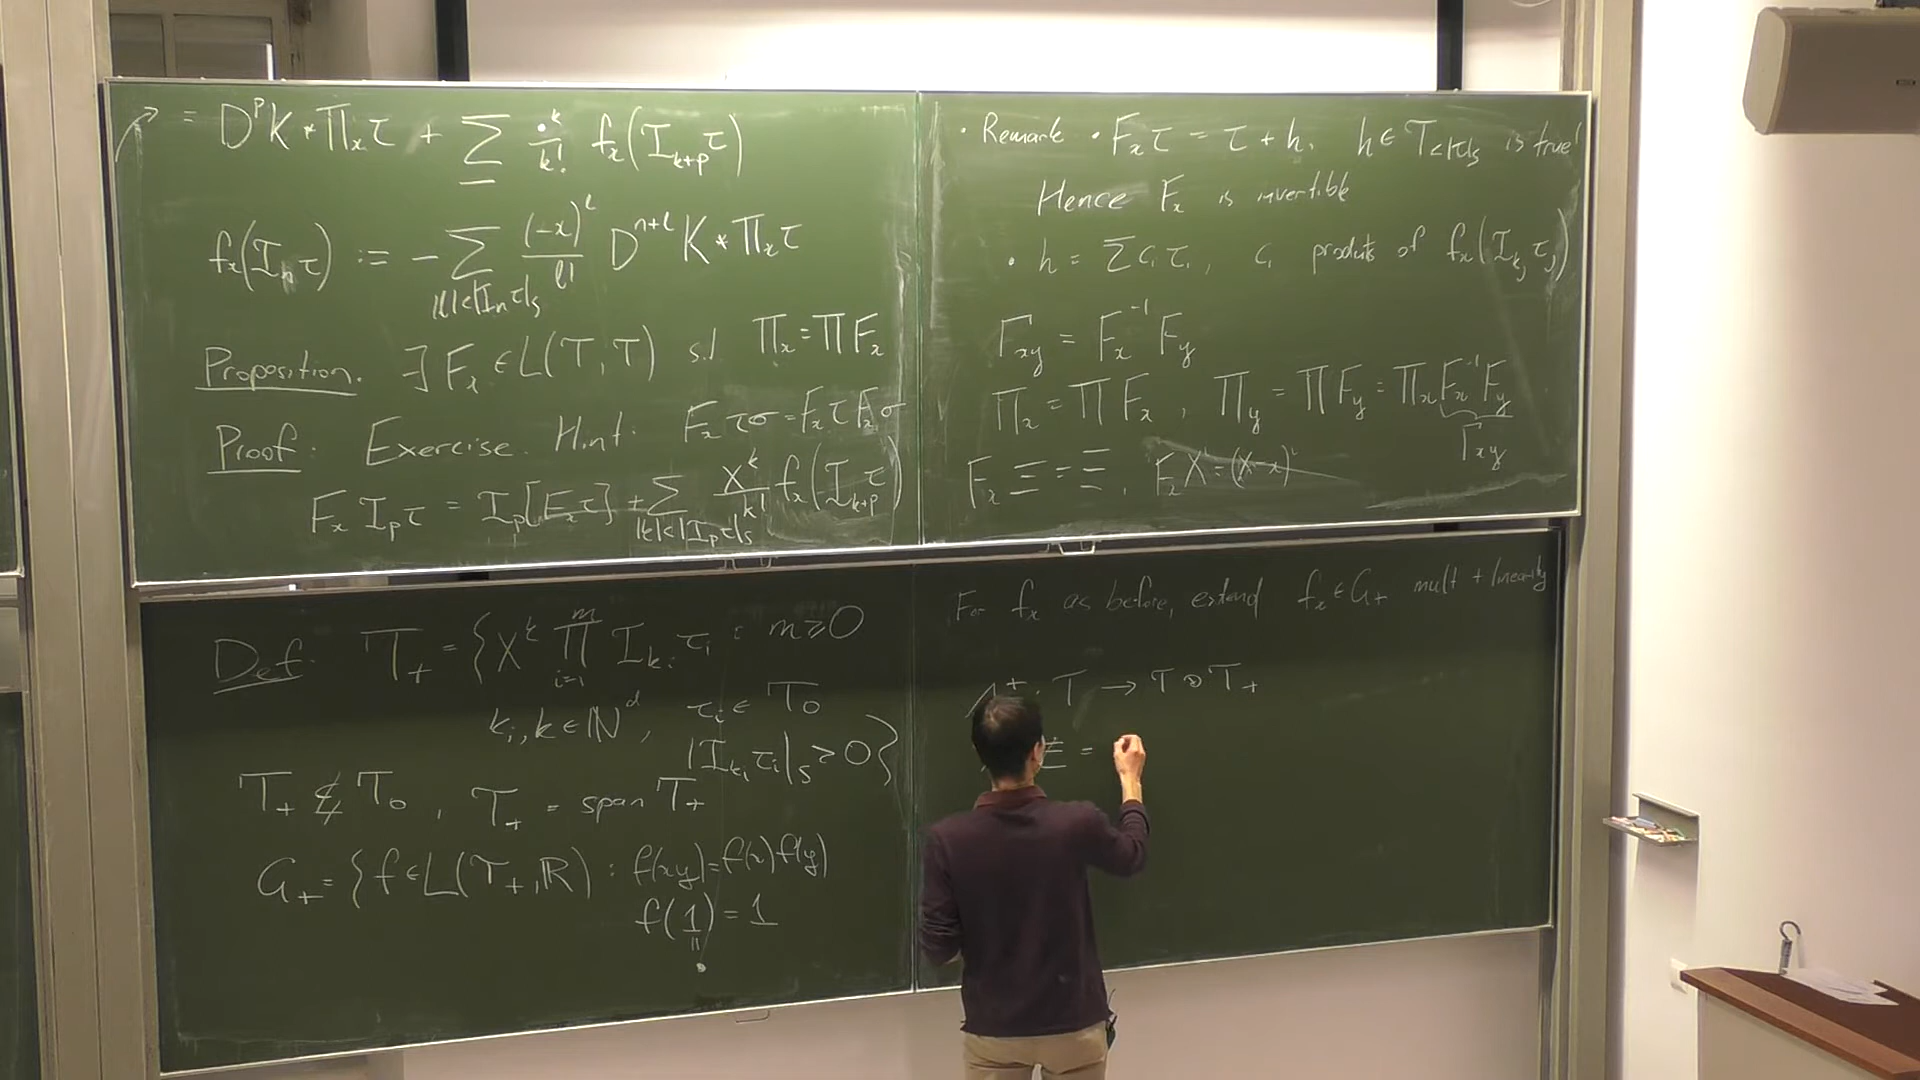 = D^p K * Π_x τ + Σ ·^k/k! f_x(I_{k+p} τ)
f_x(I_n τ) := - Σ_{|l|<|I_n τ|_s} (-x)^l/l! D^{n+l} K * Π_x τ
Proposition. ∃ F_x ∈ L(T,T) s.t Π_x = Π F_x
Proof: Exercise. Hint: F_x τσ = F_x τ F_x σ
F_x I_p τ = I_p[F_x τ] + Σ_{|k|<|I_p τ|_s} X^k/k! f_x(I_{k+p} τ)
· Remark · F_x τ = τ + h, h ∈ T_{<|τ|_s} is true!
Hence F_x is invertible
· h = Σ c_i τ_i, c_i products of f_x(I_{k_j} τ_j)
Γ_{xy} = F_x^{-1} F_y
Π_x = Π F_x, Π_y = Π F_y = Π_x F_x^{-1} F_y
Γ_{xy}
F_x Ξ = Ξ, F_x X^k = (X - x)^k
Def: T_+ = { X^k ∏_{i=1}^m I_{k_i} τ_i : m ≥ 0
k_i, k ∈ ℕ^d, τ_i ∈ T_0
|I_{k_i} τ_i|_s > 0 }
T_+ ⊄ T_0, T_+ = span T_+
G_+ = { f ∈ L(T_+, ℝ) : f(xy) = f(x) f(y)
f(1) = 1
"
•
For f_x as before, extend f_x ∈ G_+ mult + linearity
Δ^+ : T → T ⊗ T_+
Ξ =